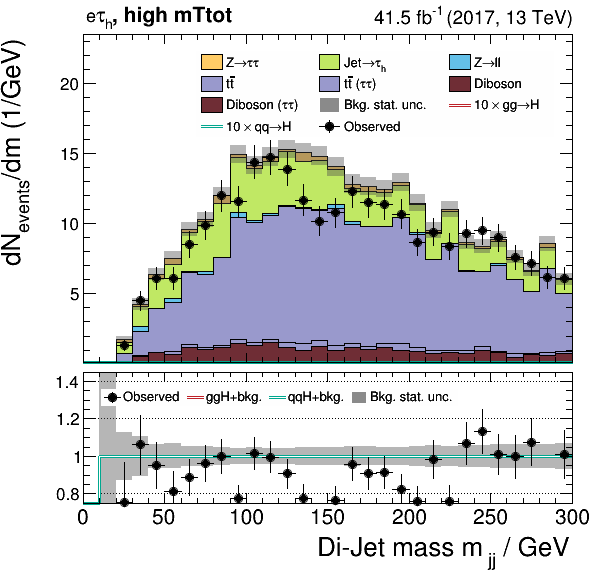 eτh, high mTtot 41.5 fb⁻¹ (2017, 13 TeV)
dNevents/dm (1/GeV)
20
15
10
5
Z→ττ Jet→τh Z→ll
tt̄ tt̄ (ττ) Diboson
Diboson (ττ) Bkg. stat. unc. 10 × gg→H
10 × qq→H Observed
1.4
1.2
1
0.8
Observed ggH+bkg. qqH+bkg. Bkg. stat. unc.
0 50 100 150 200 250 300
Di-Jet mass mjj / GeV